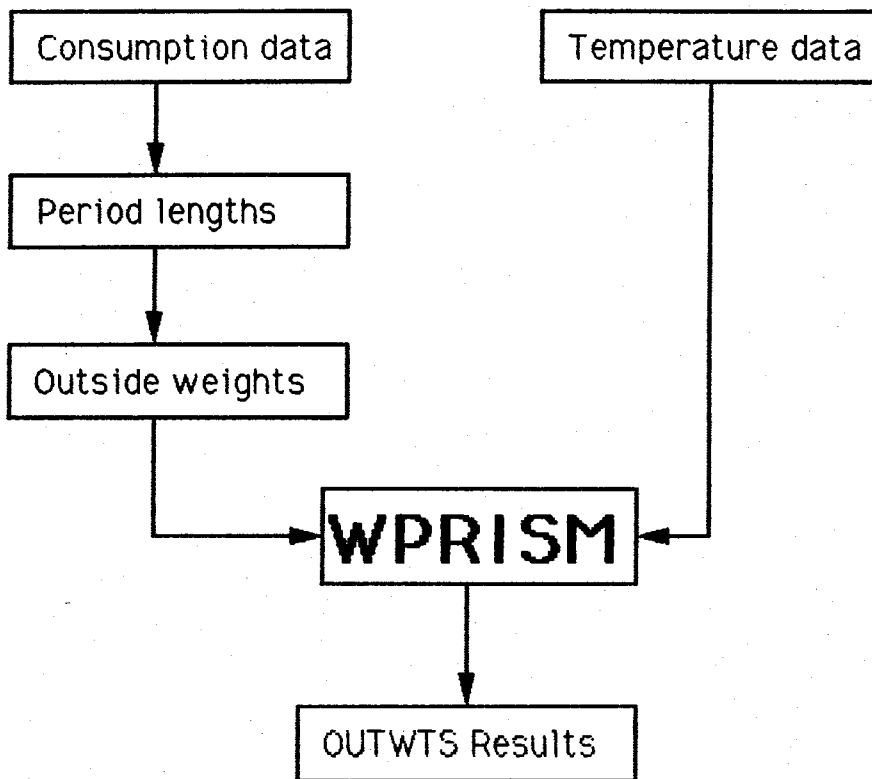 Consumption data
Temperature data
Period lengths
Outside weights
WPRISM
OUTWTS Results